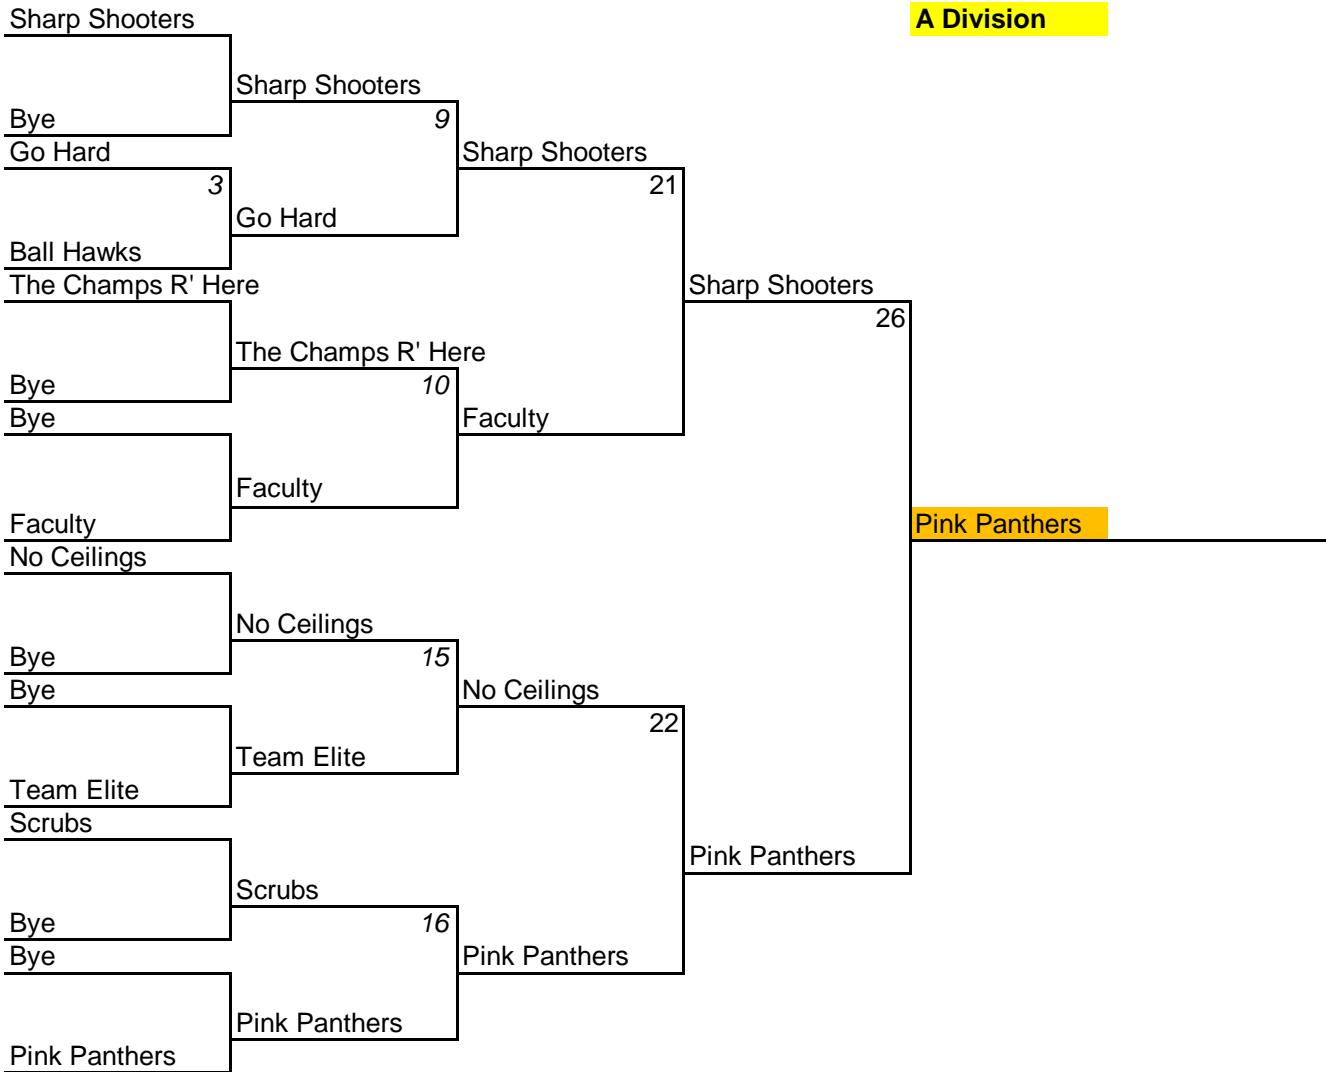 Sharp Shooters
A Division
Sharp Shooters
Bye
9
Go Hard
Sharp Shooters
3
21
Go Hard
Ball Hawks
The Champs R' Here
Sharp Shooters
26
The Champs R' Here
Bye
10
Bye
Faculty
Faculty
Faculty
Pink Panthers
No Ceilings
No Ceilings
Bye
15
Bye
No Ceilings
22
Team Elite
Team Elite
Scrubs
Pink Panthers
Scrubs
Bye
16
Bye
Pink Panthers
Pink Panthers
Pink Panthers